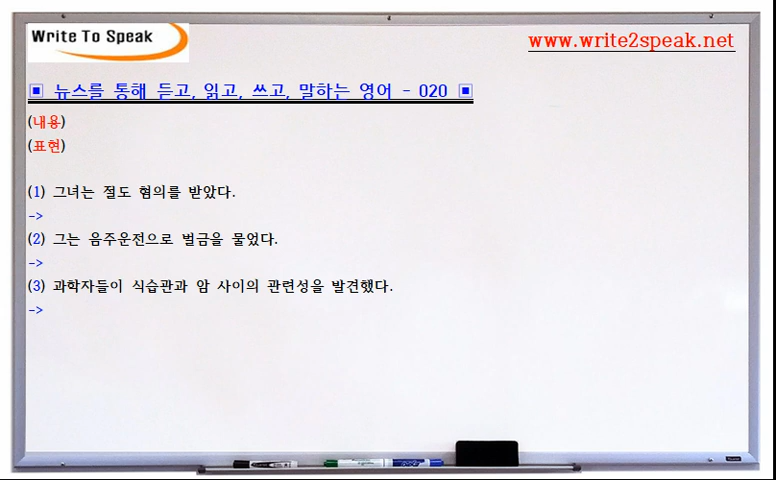 Write To Speak
www.write2speak.net
▣ 뉴스를 통해 듣고, 읽고, 쓰고, 말하는 영어 - 020 ▣
(내용)
(표현)
(1) 그녀는 절도 혐의를 받았다.
->
(2) 그는 음주운전으로 벌금을 물었다.
->
(3) 과학자들이 식습관과 암 사이의 관련성을 발견했다.
->